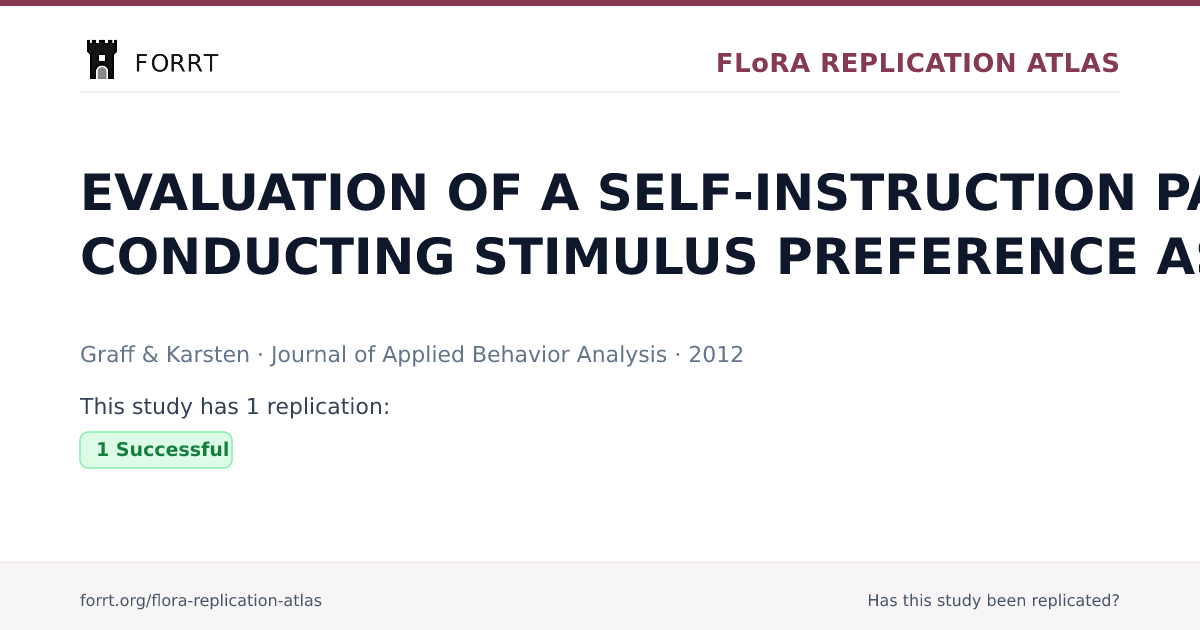 FORRT
FLoRA REPLICATION ATLAS
EVALUATION OF A SELF-INSTRUCTION
CONDUCTING STIMULUS PREFERENCE
Graff & Karsten · Journal of Applied Behavior Analysis · 2012
This study has 1 replication:
1 Successful
forrt.org/flora-replication-atlas
Has this study been replicated?